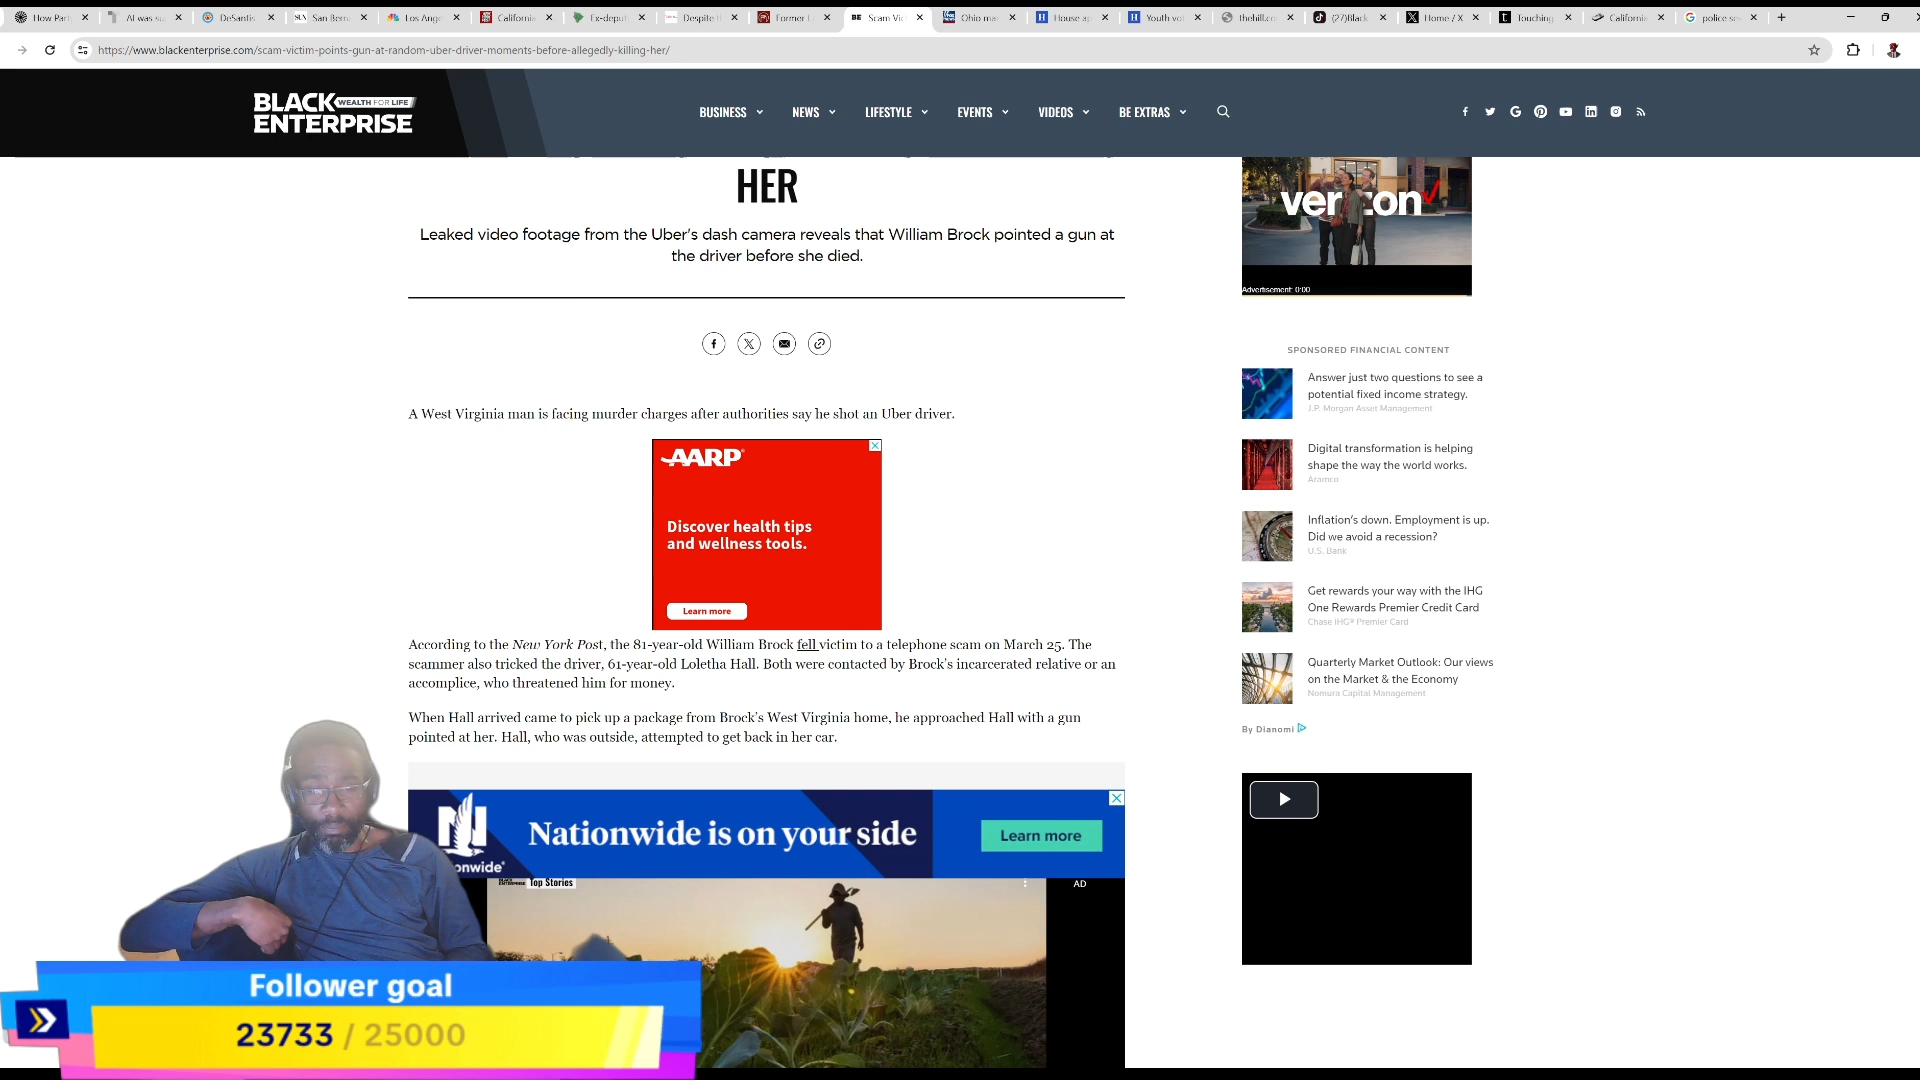 How Part
AI was su
DeSantis
San Berna
Los Ange
California
Ex-deput
Despite t
Former L
BE Scam Vic
Ohio ma
House ap
Youth vot
thehill.co
(27)Black
Home / X
Touching
California
police se
https://www.blackenterprise.com/scam-victim-points-gun-at-random-uber-driver-moments-before-allegedly-killing-her/
BLACK WEALTH FOR LIFE
ENTERPRISE
BUSINESS
NEWS
LIFESTYLE
EVENTS
VIDEOS
BE EXTRAS
HER
Leaked video footage from the Uber's dash camera reveals that William Brock pointed a gun at
the driver before she died.
A West Virginia man is facing murder charges after authorities say he shot an Uber driver.
AARP
Discover health tips
and wellness tools.
Learn more
According to the New York Post, the 81-year-old William Brock fell victim to a telephone scam on March 25. The
scammer also tricked the driver, 61-year-old Loletha Hall. Both were contacted by Brock's incarcerated relative or an
accomplice, who threatened him for money.
When Hall arrived came to pick up a package from Brock's West Virginia home, he approached Hall with a gun
pointed at her. Hall, who was outside, attempted to get back in her car.
Nationwide is on your side
Learn more
onwide
BLACK ENTERPRISE Top Stories
AD
verizon
Advertisement: 0:00
SPONSORED FINANCIAL CONTENT
Answer just two questions to see a
potential fixed income strategy.
J.P. Morgan Asset Management
Digital transformation is helping
shape the way the world works.
Aramco
Inflation's down. Employment is up.
Did we avoid a recession?
U.S. Bank
Get rewards your way with the IHG
One Rewards Premier Credit Card
Chase IHG® Premier Card
Quarterly Market Outlook: Our views
on the Market & the Economy
Nomura Capital Management
By Dianomi
Follower goal
23733 / 25000